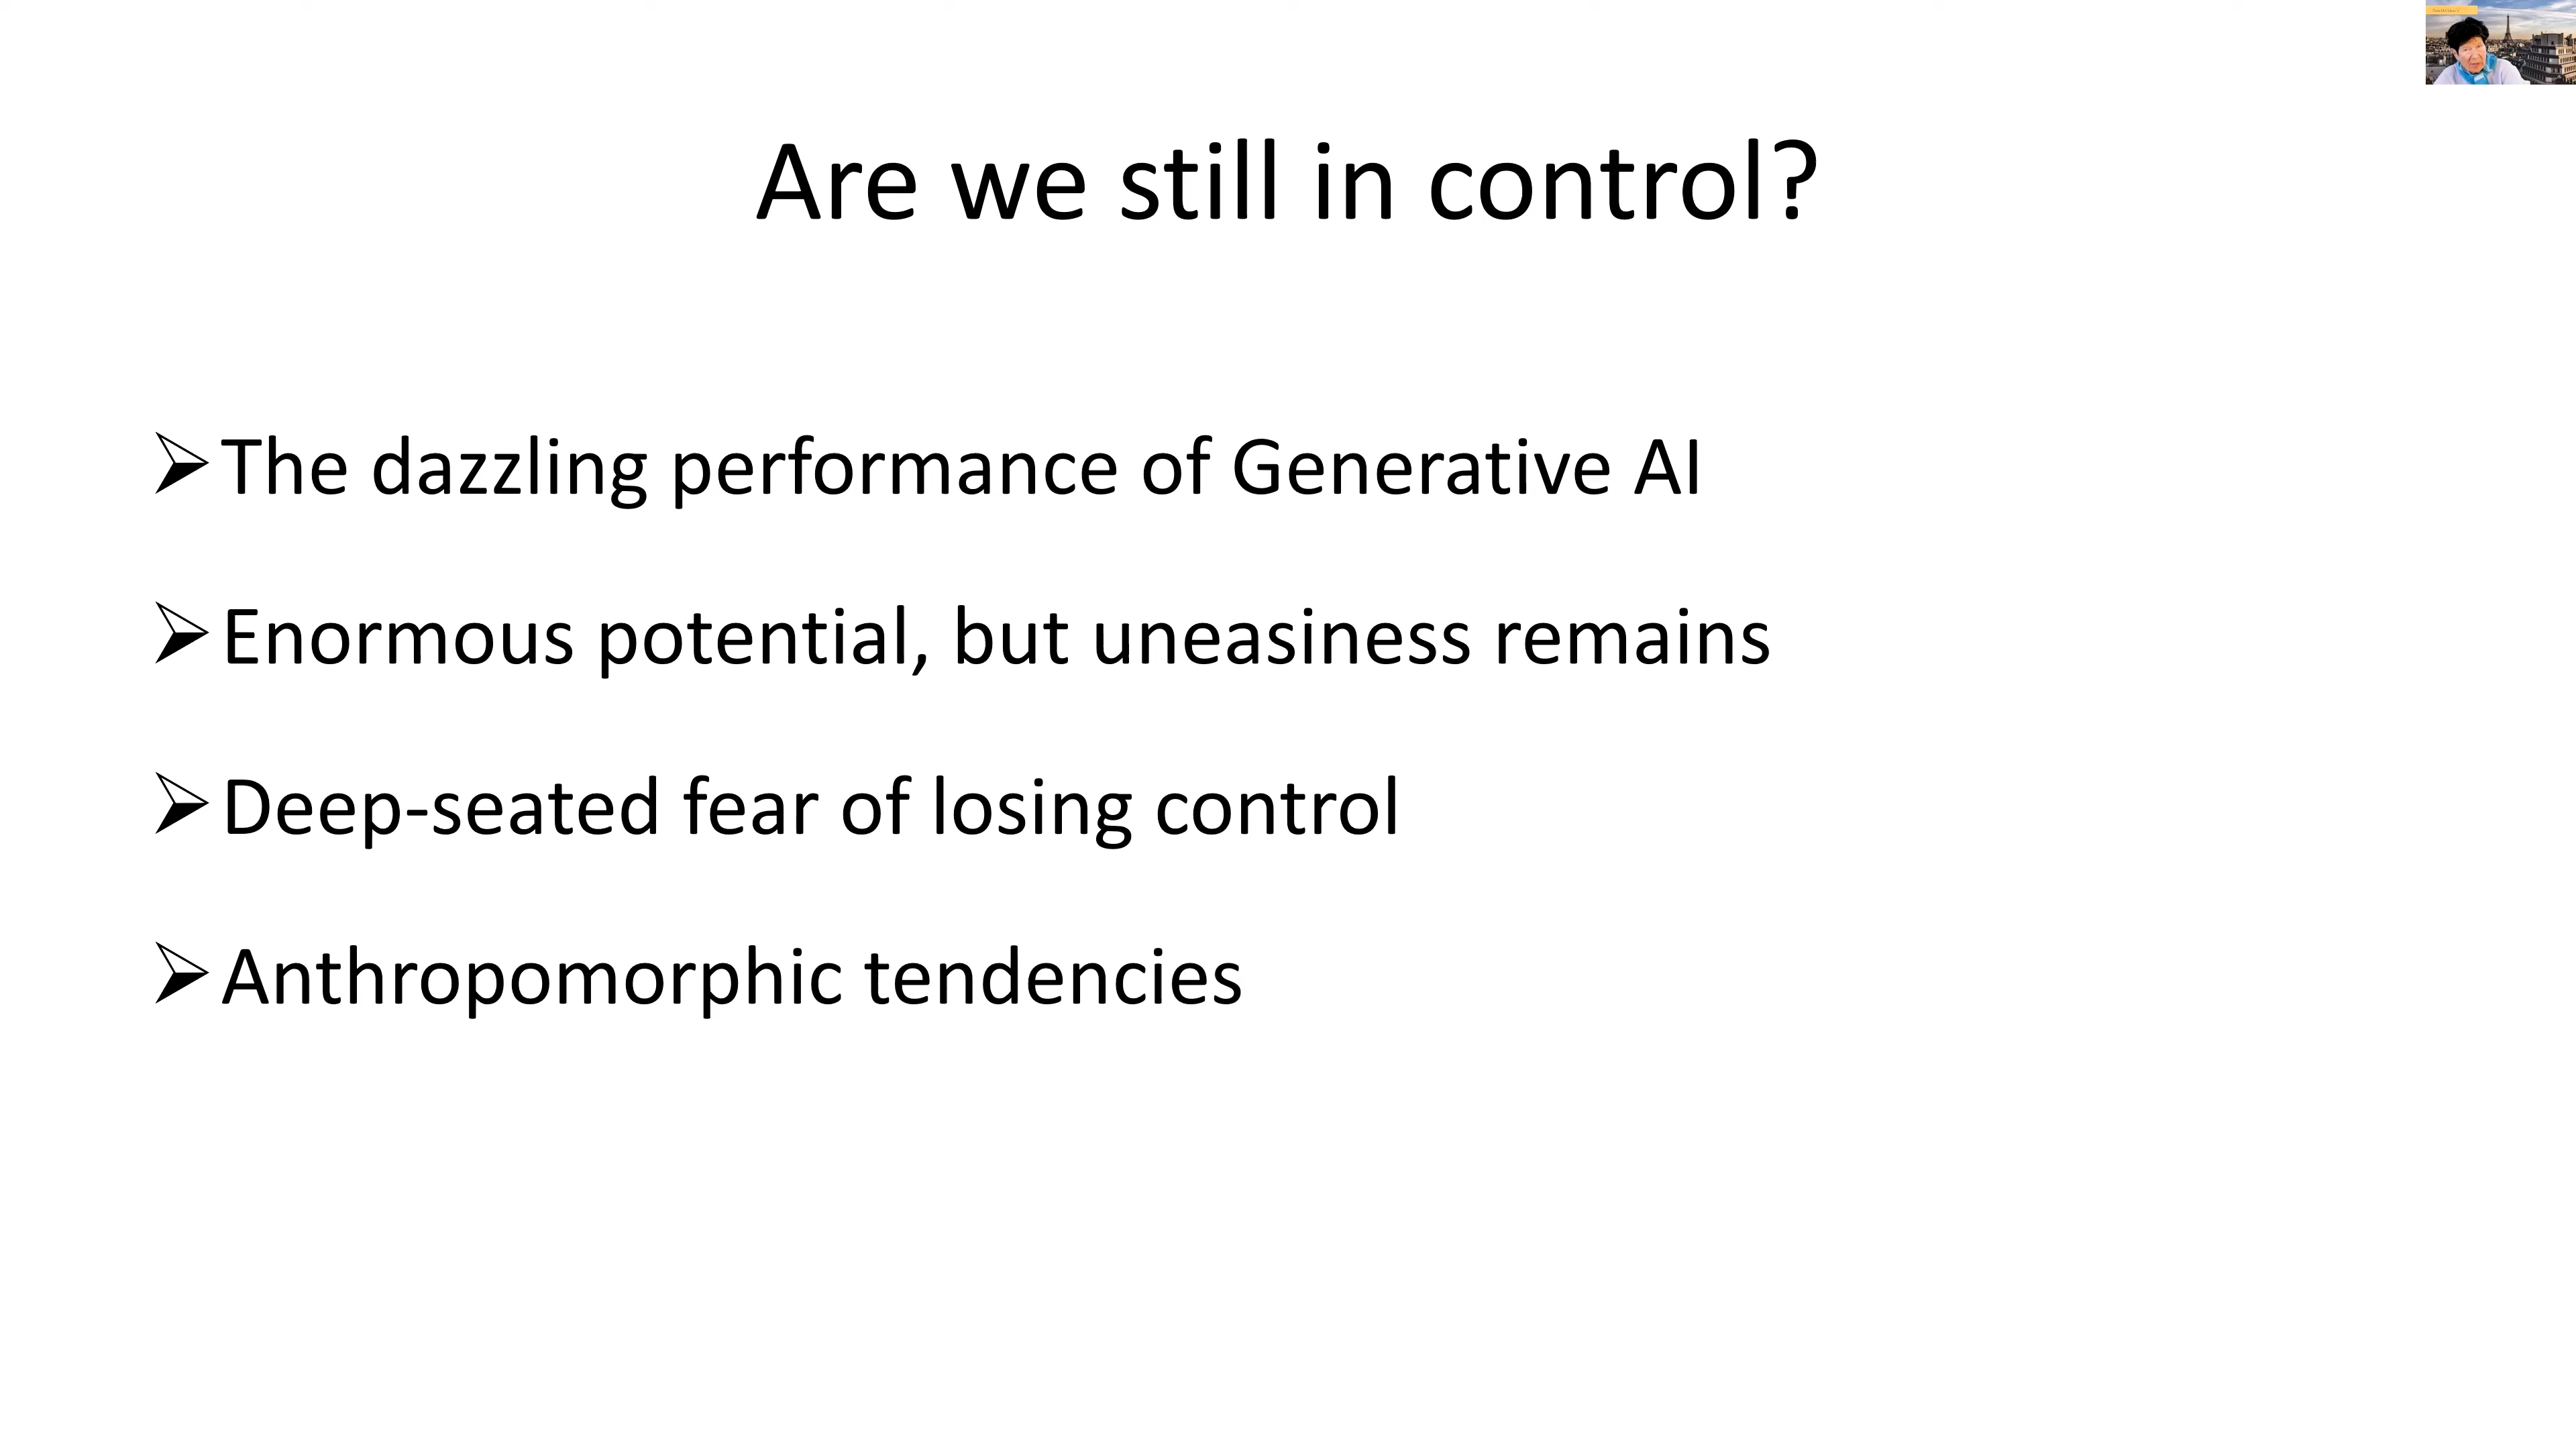 Are we still in control?
The dazzling performance of Generative AI
Enormous potential, but uneasiness remains
Deep-seated fear of losing control
Anthropomorphic tendencies